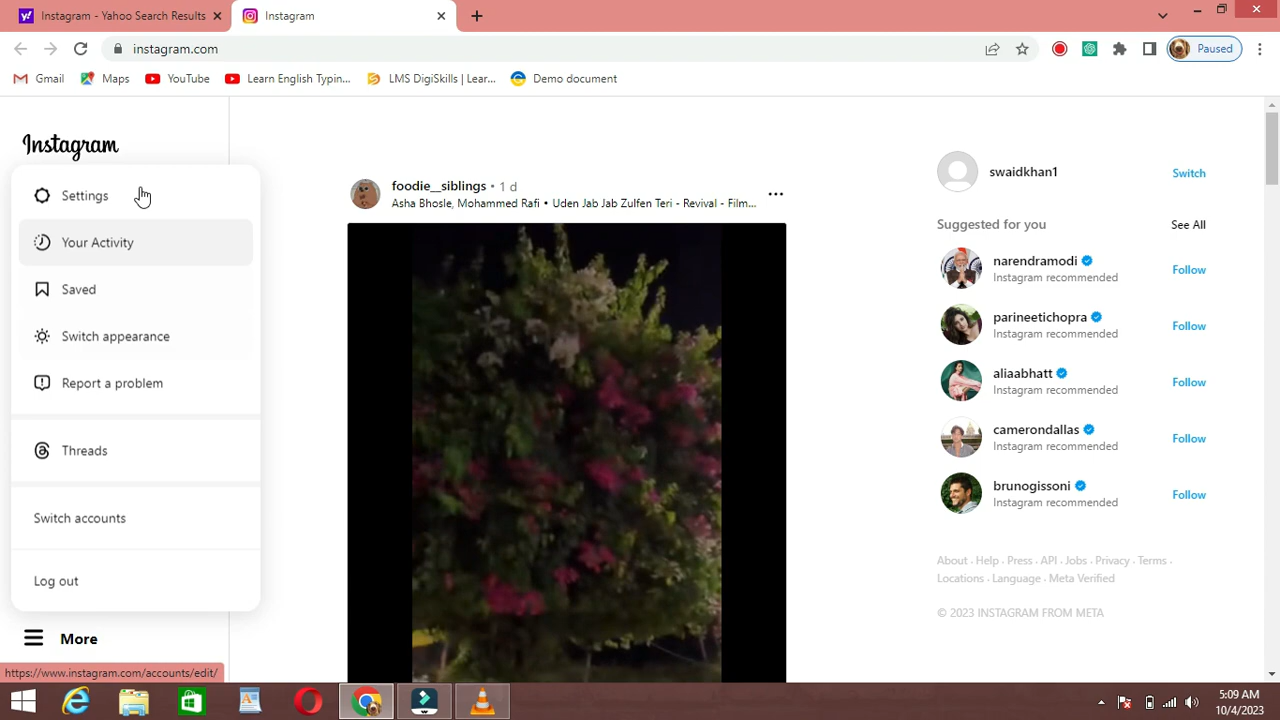 Instagram - Yahoo Search Results
Instagram
instagram.com
Paused
Gmail
Maps
YouTube
Learn English Typin...
LMS DigiSkills | Lear...
Demo document
Instagram
Settings
Your Activity
Saved
Switch appearance
Report a problem
Threads
Switch accounts
Log out
More
https://www.instagram.com/accounts/edit/
foodie__siblings • 1 d
Asha Bhosle, Mohammed Rafi • Uden Jab Jab Zulfen Teri - Revival - Film...
swaidkhan1
Switch
Suggested for you
See All
narendramodi
Instagram recommended
Follow
parineetichopra
Instagram recommended
Follow
aliaabhatt
Instagram recommended
Follow
camerondallas
Instagram recommended
Follow
brunogissoni
Instagram recommended
Follow
About · Help · Press · API · Jobs · Privacy · Terms ·
Locations · Language · Meta Verified
© 2023 INSTAGRAM FROM META
5:09 AM
10/4/2023